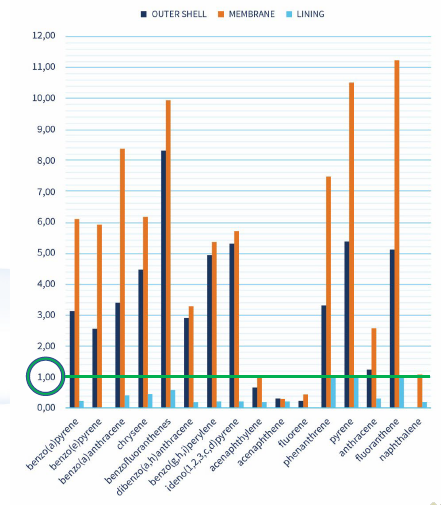 OUTER SHELL MEMBRANE LINING
12,00
11,00
10,00
9,00
8,00
7,00
6,00
5,00
4,00
3,00
2,00
1,00
0,00
benzo(a)pyrene
benzo(e)pyrene
benzo(a)anthracene
chrysene
benzofluoranthenes
dibenzo(a,h)anthracene
benzo(g,h,i)perylene
ideno(1,2,3,c,d)pyrene
acenaphthylene
acenaphthene
fluorene
phenanthrene
pyrene
anthracene
fluoranthene
naphthalene